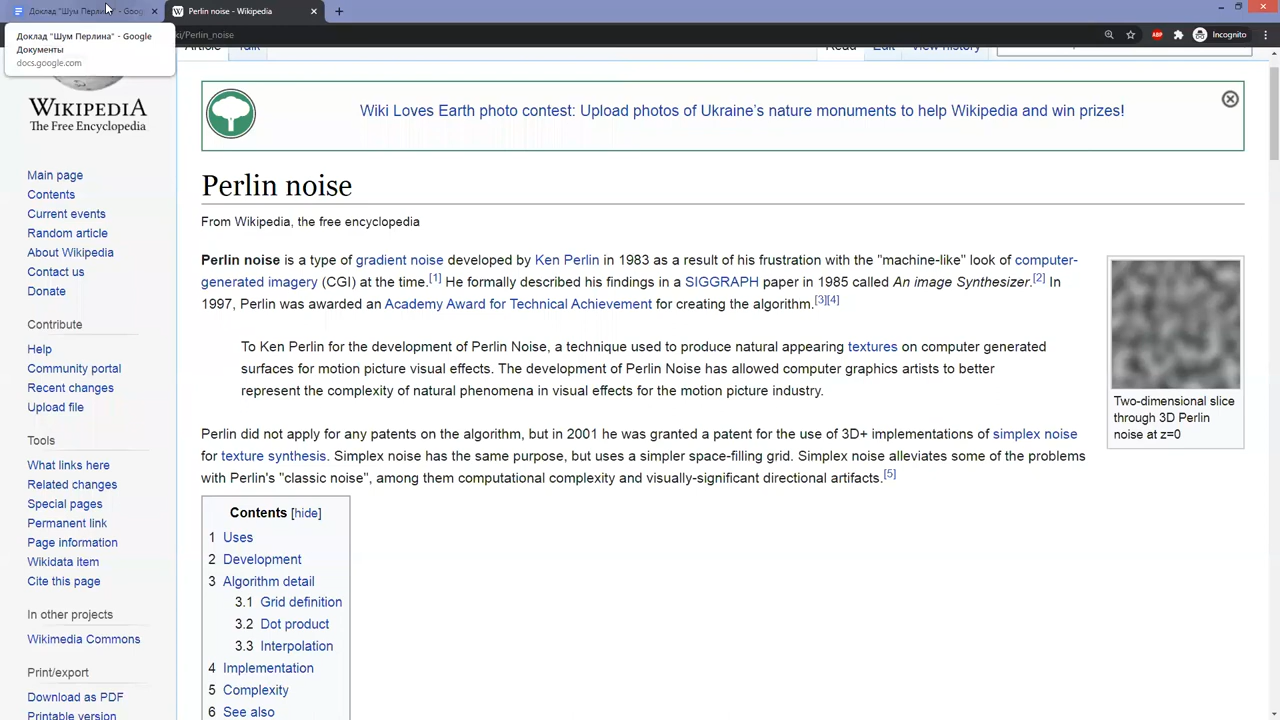 Доклад "Шум Перлина" - Goog
Perlin noise - Wikipedia
Доклад "Шум Перлина" - Google
Документы
docs.google.com
ki/Perlin_noise
Incognito
ABP
Article
Talk
Read
Edit
View history
WIKIPEDIA
The Free Encyclopedia
Main page
Contents
Current events
Random article
About Wikipedia
Contact us
Donate
Contribute
Help
Community portal
Recent changes
Upload file
Tools
What links here
Related changes
Special pages
Permanent link
Page information
Wikidata item
Cite this page
In other projects
Wikimedia Commons
Print/export
Download as PDF
Printable version
Wiki Loves Earth photo contest: Upload photos of Ukraine's nature monuments to help Wikipedia and win prizes!
Perlin noise
From Wikipedia, the free encyclopedia
Perlin noise is a type of gradient noise developed by Ken Perlin in 1983 as a result of his frustration with the "machine-like" look of computer-
generated imagery (CGI) at the time.[1] He formally described his findings in a SIGGRAPH paper in 1985 called An image Synthesizer.[2] In
1997, Perlin was awarded an Academy Award for Technical Achievement for creating the algorithm.[3][4]
To Ken Perlin for the development of Perlin Noise, a technique used to produce natural appearing textures on computer generated
surfaces for motion picture visual effects. The development of Perlin Noise has allowed computer graphics artists to better
represent the complexity of natural phenomena in visual effects for the motion picture industry.
Perlin did not apply for any patents on the algorithm, but in 2001 he was granted a patent for the use of 3D+ implementations of simplex noise
for texture synthesis. Simplex noise has the same purpose, but uses a simpler space-filling grid. Simplex noise alleviates some of the problems
with Perlin's "classic noise", among them computational complexity and visually-significant directional artifacts.[5]
Two-dimensional slice
through 3D Perlin
noise at z=0
Contents [hide]
1 Uses
2 Development
3 Algorithm detail
3.1 Grid definition
3.2 Dot product
3.3 Interpolation
4 Implementation
5 Complexity
6 See also